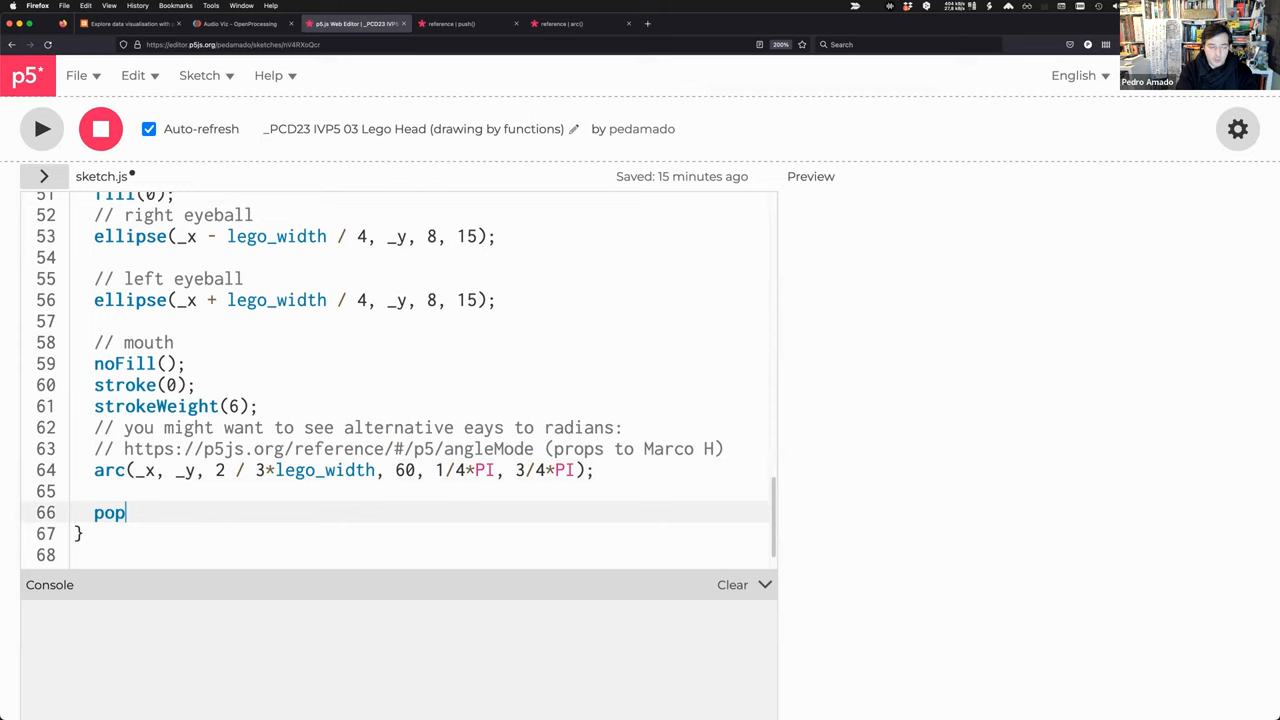 Firefox File Edit View History Bookmarks Tools Window Help
404 kB/s
27,6 kB/s
Explore data visualisation with p
Audio Viz - OpenProcessing
p5.js Web Editor | _PCD23 IVP5
reference | push()
reference | arc()
https://editor.p5js.org/pedamado/sketches/nV4RXoQcr
200%
Search
Pedro Amado
p5* File Edit Sketch Help English
Auto-refresh _PCD23 IVP5 03 Lego Head (drawing by functions) by pedamado
sketch.js Saved: 15 minutes ago Preview
51 fill(0);
52 // right eyeball
53 ellipse(_x - lego_width / 4, _y, 8, 15);
54
55 // left eyeball
56 ellipse(_x + lego_width / 4, _y, 8, 15);
57
58 // mouth
59 noFill();
60 stroke(0);
61 strokeWeight(6);
62 // you might want to see alternative eays to radians:
63 // https://p5js.org/reference/#/p5/angleMode (props to Marco H)
64 arc(_x, _y, 2 / 3*lego_width, 60, 1/4*PI, 3/4*PI);
65
66 pop
67 }
68
Console Clear